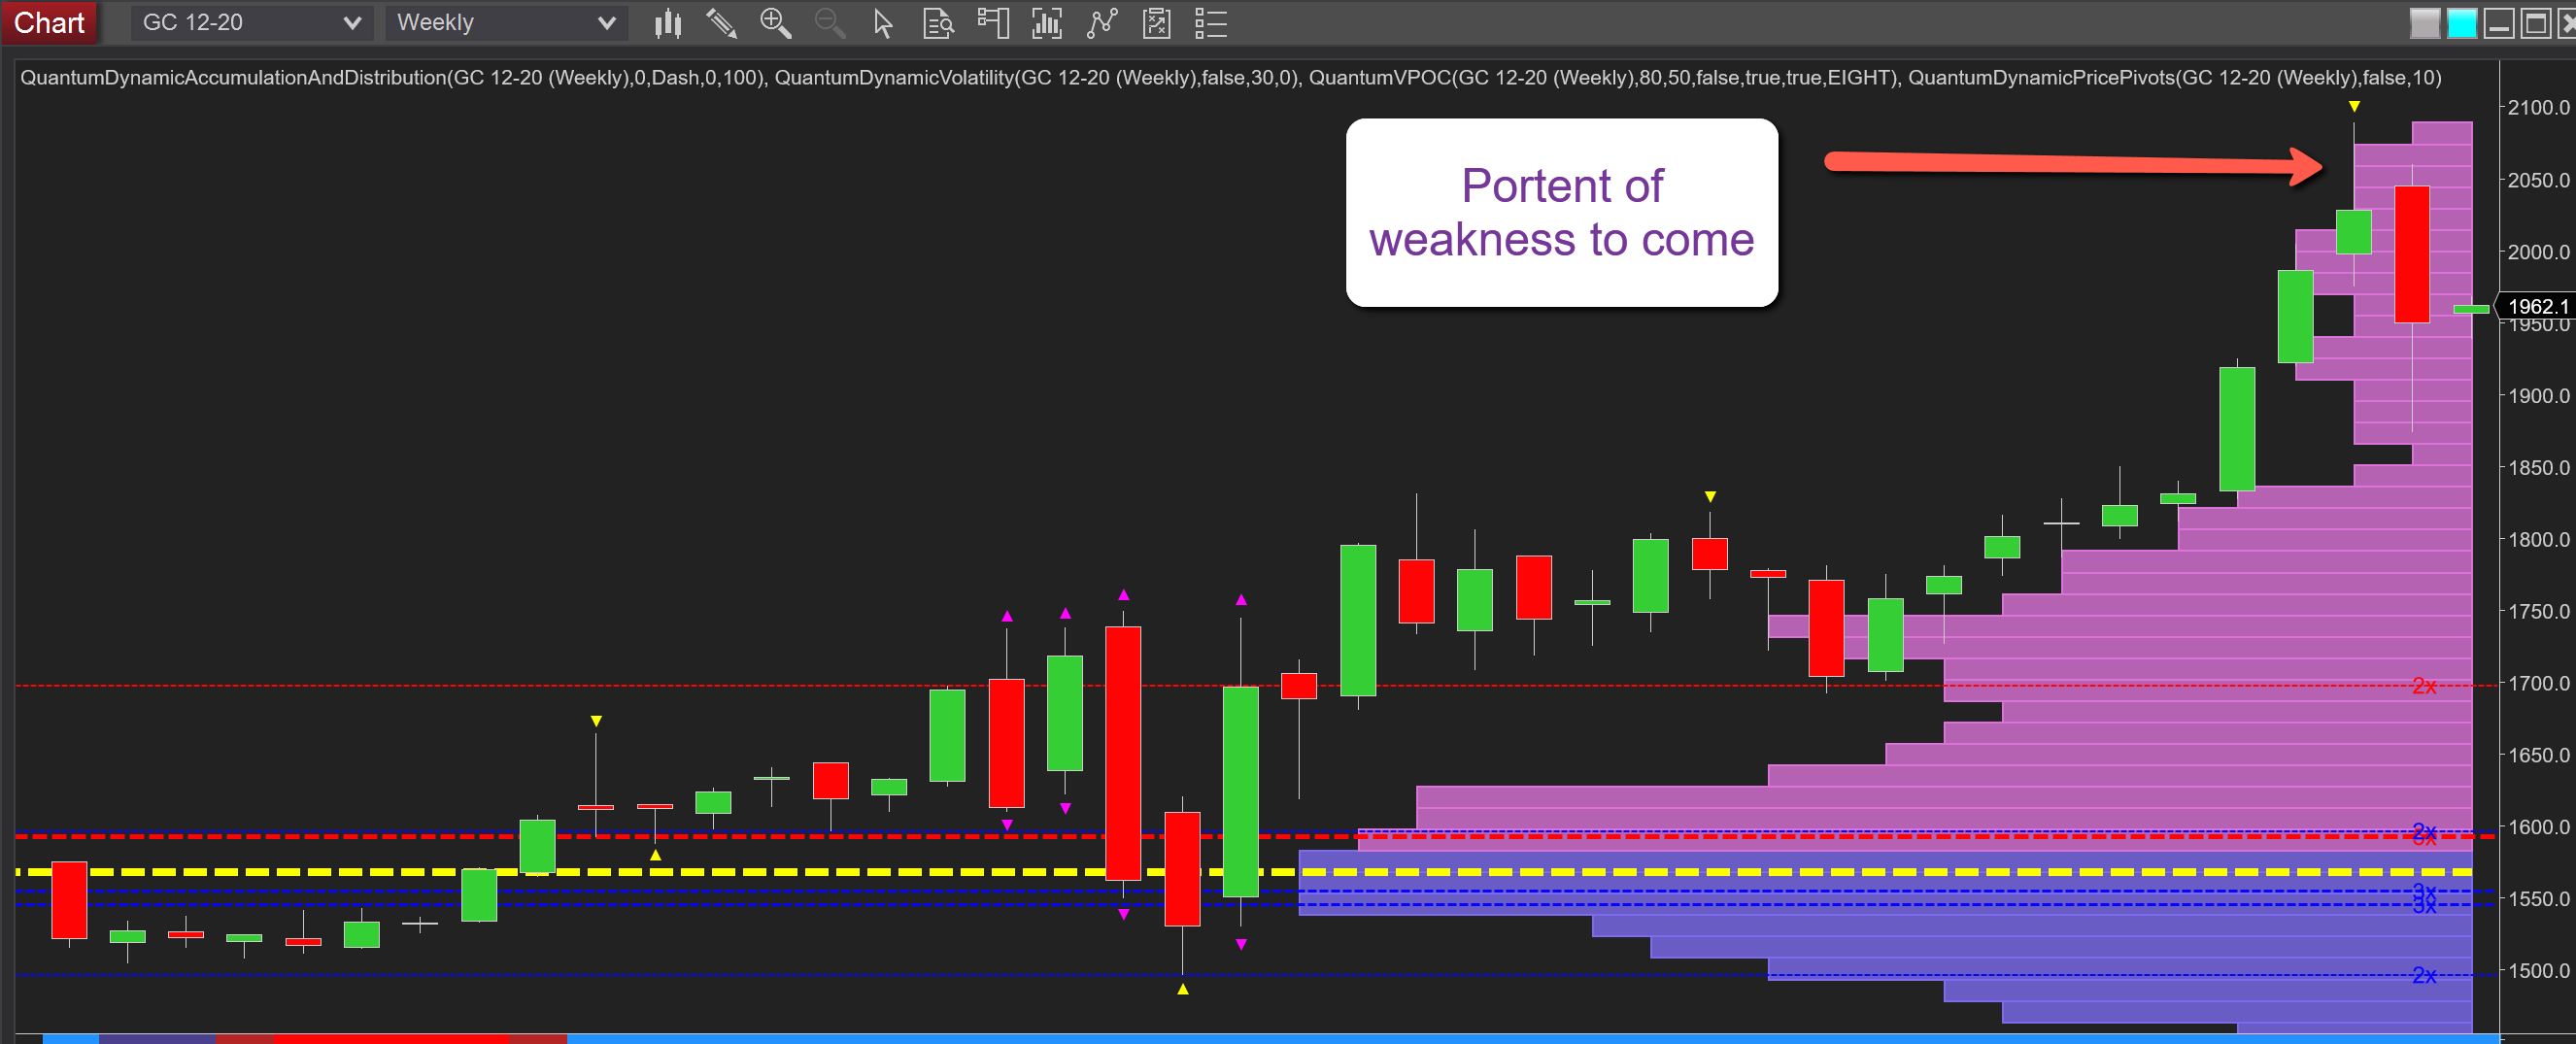 Chart GC 12-20 Weekly
QuantumDynamicAccumulationAndDistribution(GC 12-20 (Weekly),0,Dash,0,100), QuantumDynamicVolatility(GC 12-20 (Weekly),false,30,0), QuantumVPOC(GC 12-20 (Weekly),80,50,false,true,true,EIGHT), QuantumDynamicPricePivots(GC 12-20 (Weekly),false,10)
2100.0
Portent of
weakness to come
2050.0
2000.0
1962.1
1950.0
1900.0
1850.0
1800.0
1750.0
2x
1700.0
1650.0
1600.0
2x
3x
1550.0
3x
2x
1500.0